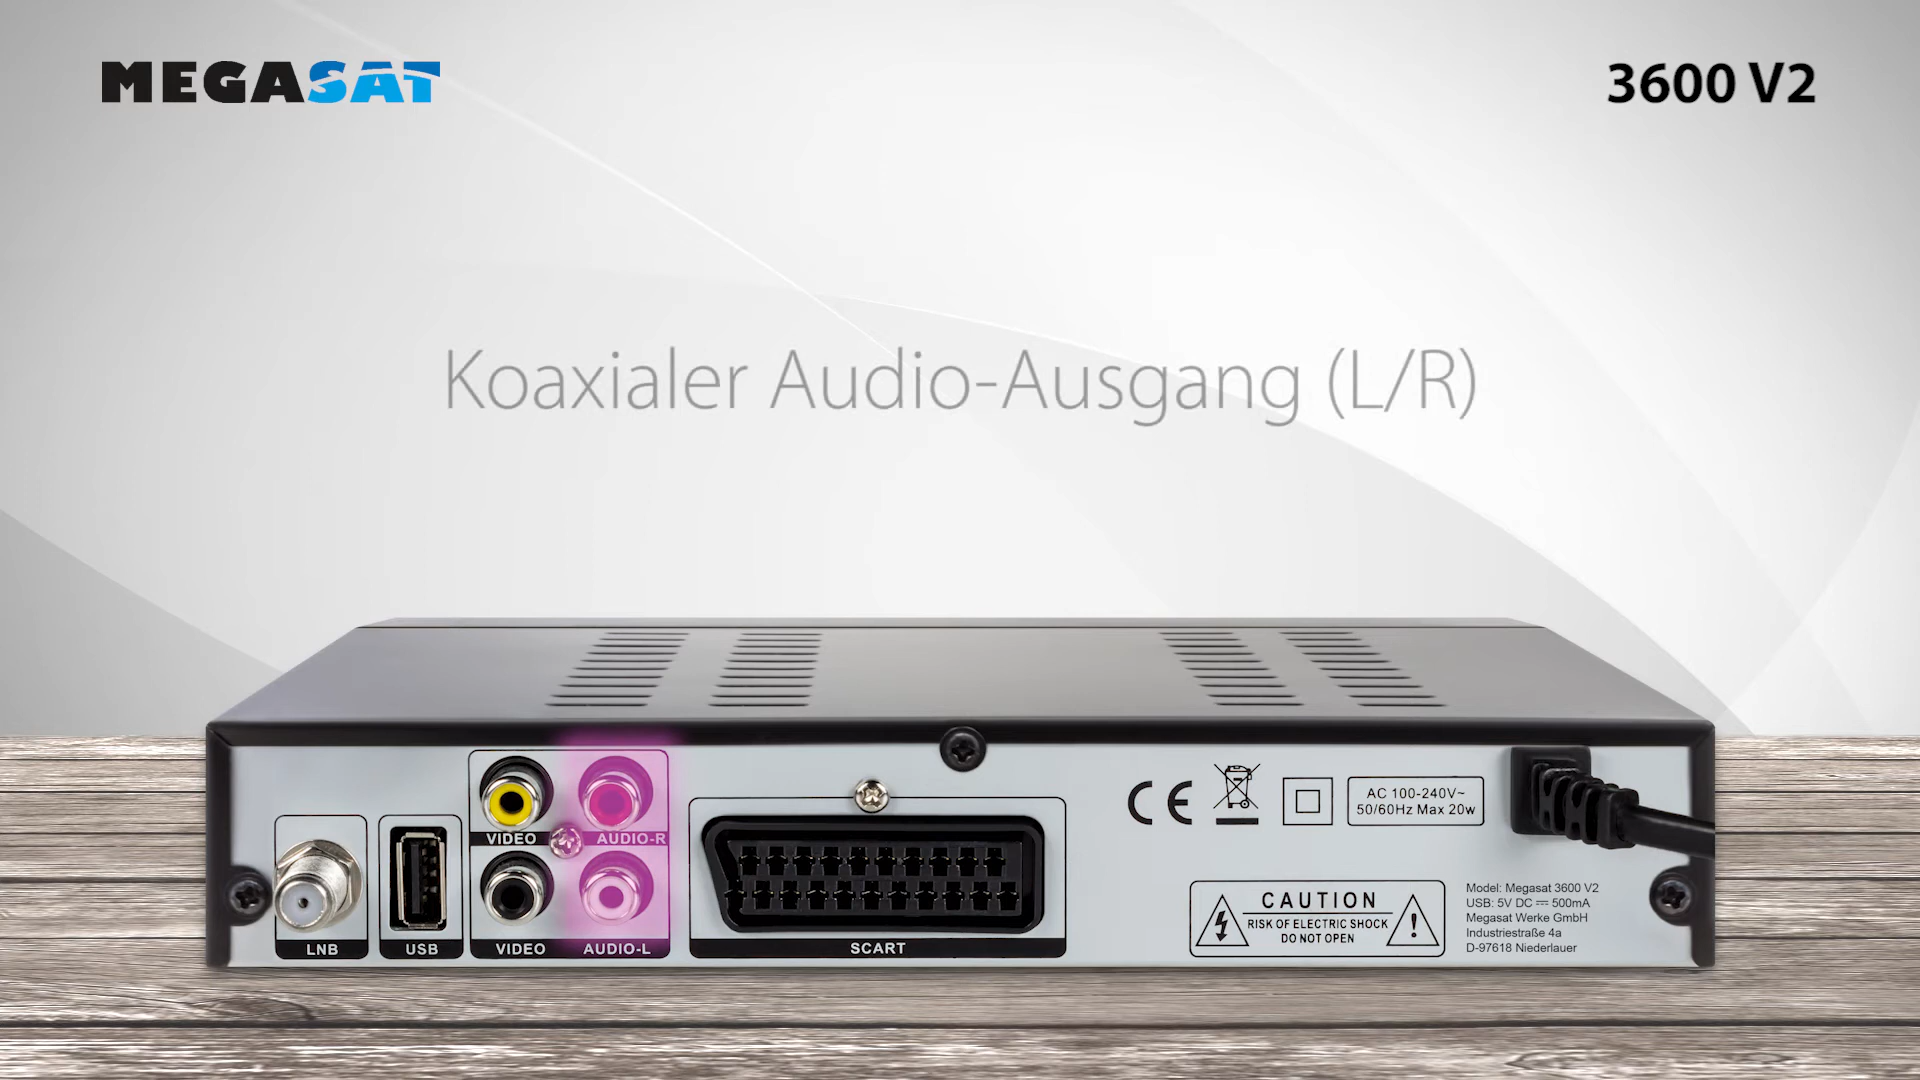 MEGASAT
3600 V2
Koaxialer Audio-Ausgang (L/R)
VIDEO
AUDIO-R
LNB
USB
VIDEO
AUDIO-L
SCART
CE
AC 100-240V~
50/60Hz Max 20w
CAUTION
RISK OF ELECTRIC SHOCK
DO NOT OPEN
Model: Megasat 3600 V2
USB: 5V DC ⎓ 500mA
Megasat Werke GmbH
Industriestraße 4a
D-97618 Niederlauer